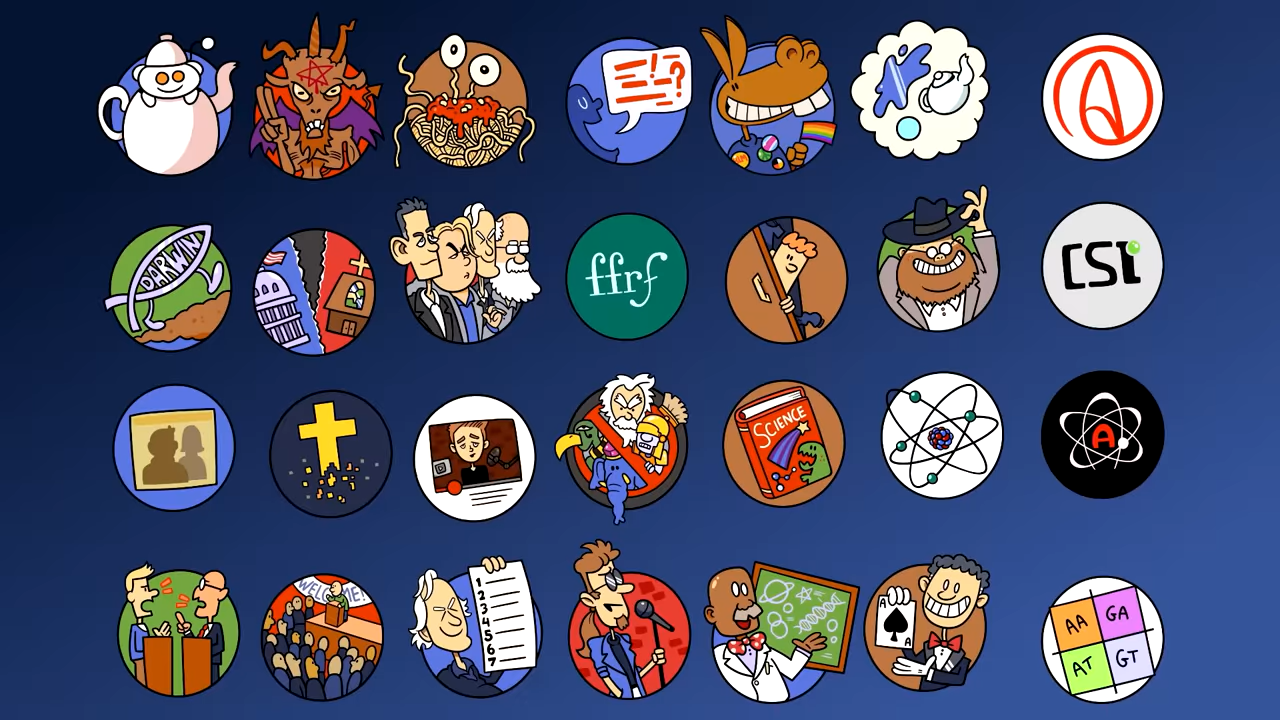 !
?
A
DARWIN
ffrf
CSI
SCIENCE
A
WELCOME!
1
2
3
4
5
6
7
A
A
AA
GA
AT
GT